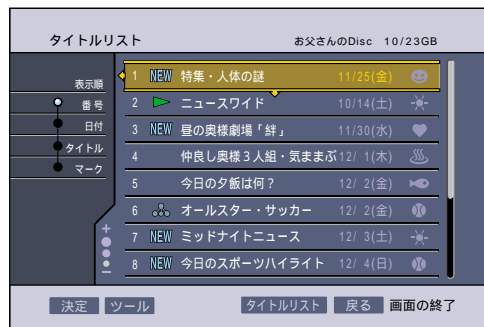 タイトルリスト お父さんのDisc 10/23GB
表示順
番号
日付
タイトル
マーク
1 NEW 特集・人体の謎 11/25(金)
2 ニュースワイド 10/14(土)
3 NEW 昼の奥様劇場「絆」 11/30(水)
4 仲良し奥様3人組・気ままぶ 12/ 1(木)
5 今日の夕飯は何? 12/ 2(金)
6 オールスター・サッカー 12/ 2(金)
7 NEW ミッドナイトニュース 12/ 3(土)
8 NEW 今日のスポーツハイライト 12/ 4(日)
決定 ツール タイトルリスト 戻る 画面の終了